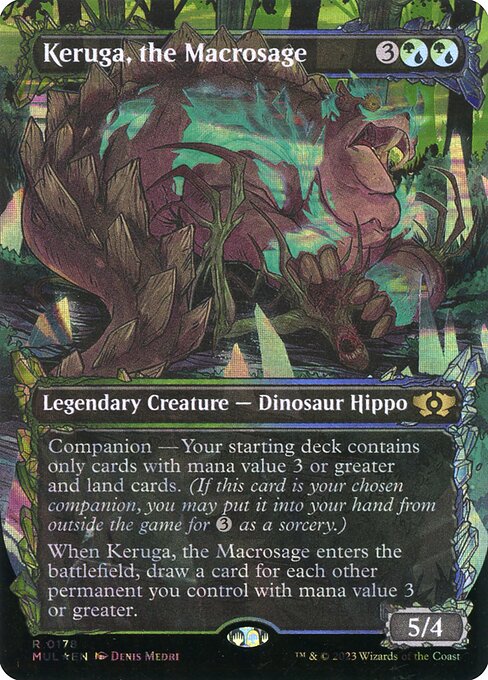 Keruga, the Macrosage 3
Legendary Creature — Dinosaur Hippo
Companion — Your starting deck contains
only cards with mana value 3 or greater
and land cards. (If this card is your chosen
companion, you may put it into your hand from
outside the game for 3 as a sorcery.)
When Keruga, the Macrosage enters the
battlefield, draw a card for each other
permanent you control with mana value 3
or greater.
5/4
R 0178
MUL ★ EN Denis Medri
™ & © 2023 Wizards of the Coast